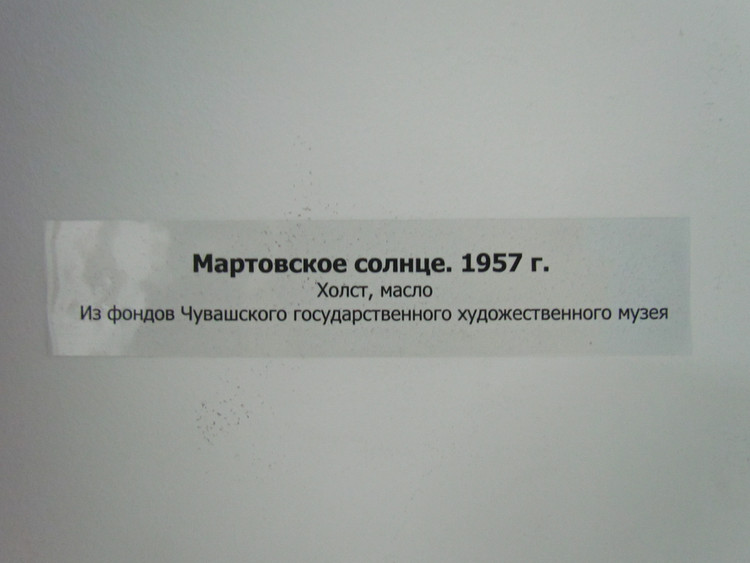 Мартовское солнце. 1957 г.
Холст, масло
Из фондов Чувашского государственного художественного музея